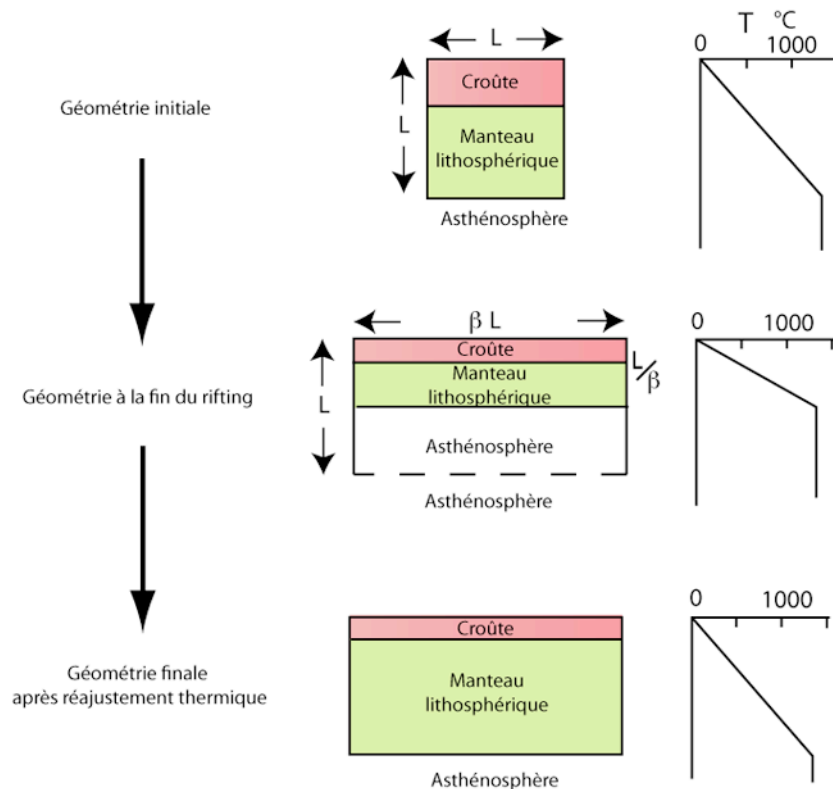 L
T °C
0 1000
Croûte
Géométrie initiale
L
Manteau
lithosphérique
Asthénosphère
β L
0 1000
Croûte
L/β
Manteau
lithosphérique
Géométrie à la fin du rifting
L
Asthénosphère
Asthénosphère
0 1000
Croûte
Géométrie finale
après réajustement thermique
Manteau
lithosphérique
Asthénosphère